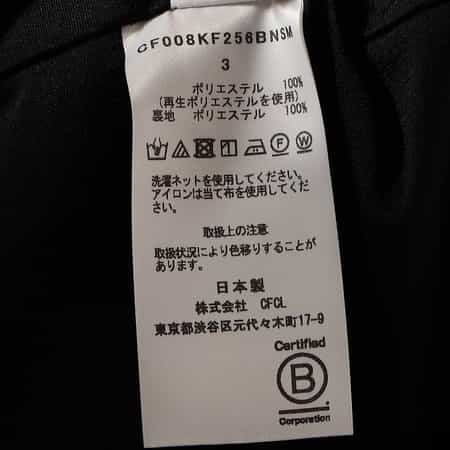 CF008KF256BNSM
3
ポリエステル 100%
(再生ポリエステルを使用)
裏地 ポリエステル 100%
洗濯ネットを使用してください。
アイロンは当て布を使用してくだ
さい。
取扱上の注意
取扱状況により色移りすることが
あります。
日本製
株式会社 CFCL
東京都渋谷区元代々木町17-9
Certified
B
Corporation